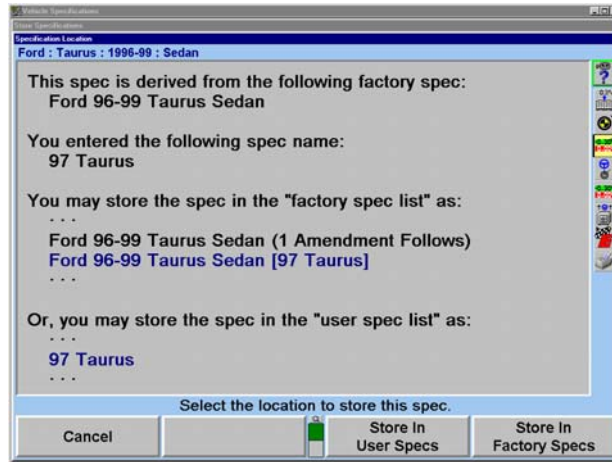 Vehicle Specifications
Store Specifications
Specification Location
Ford : Taurus : 1996-99 : Sedan
This spec is derived from the following factory spec:
Ford 96-99 Taurus Sedan
You entered the following spec name:
97 Taurus
You may store the spec in the "factory spec list" as:
. . .
Ford 96-99 Taurus Sedan (1 Amendment Follows)
Ford 96-99 Taurus Sedan [97 Taurus]
. . .
Or, you may store the spec in the "user spec list" as:
. . .
97 Taurus
. . .
Select the location to store this spec.
Cancel
Store In
User Specs
Store In
Factory Specs